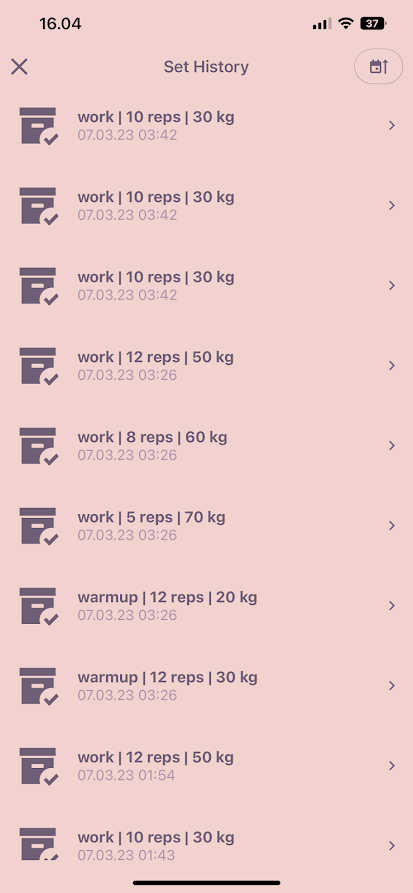 16.04
37
Set History
work | 10 reps | 30 kg
07.03.23 03:42
work | 10 reps | 30 kg
07.03.23 03:42
work | 10 reps | 30 kg
07.03.23 03:42
work | 12 reps | 50 kg
07.03.23 03:26
work | 8 reps | 60 kg
07.03.23 03:26
work | 5 reps | 70 kg
07.03.23 03:26
warmup | 12 reps | 20 kg
07.03.23 03:26
warmup | 12 reps | 30 kg
07.03.23 03:26
work | 12 reps | 50 kg
07.03.23 01:54
work | 10 reps | 30 kg
07.03.23 01:43